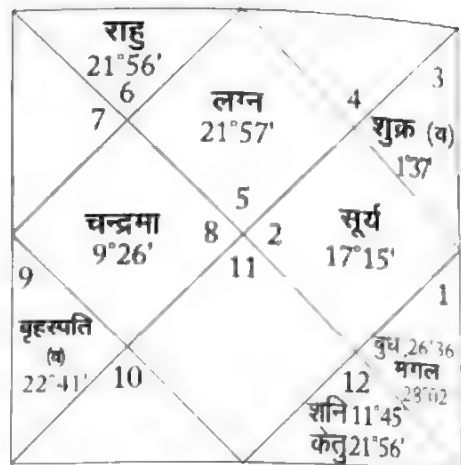 राहु
21°56'
6
7
लग्न
21°57'
4
3
शुक्र (व)
1°37'
5
चन्द्रमा
9°26'
8
2
सूर्य
17°15'
11
9
1
बृहस्पति
(व)
22°41'
10
बुध 26°36
मंगल
12
शनि 11°45'
केतु 21°56'